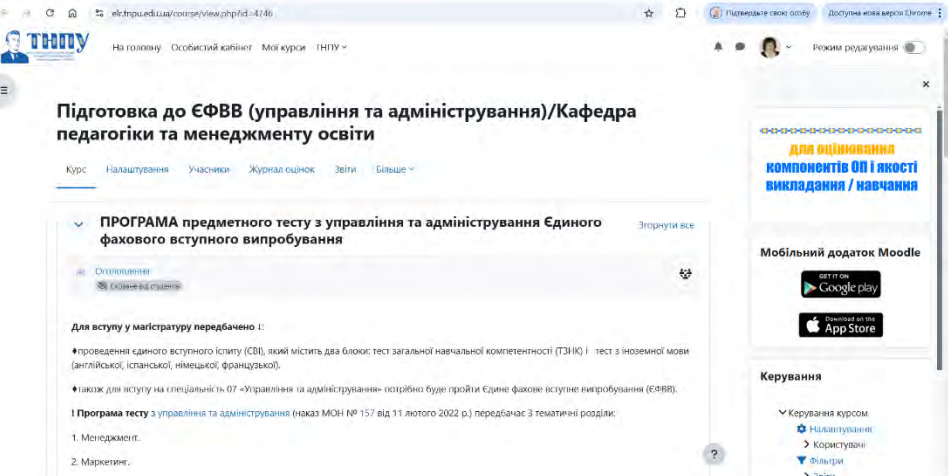 elr.tnpu.edu.ua/course/view.php?id=4746
Підтвердьте свою особу
Доступна нова версія Chrome
ТНПУ
На головну Особистий кабінет Мої курси ТНПУ
Режим редагування
Підготовка до ЄФВВ (управління та адміністрування)/Кафедра
педагогіки та менеджменту освіти
Курс Налаштування Учасники Журнал оцінок Звіти Більше
для оцінювання
компонентів ОП і якості
викладання / навчання
ПРОГРАМА предметного тесту з управління та адміністрування Єдиного
фахового вступного випробування
Згорнути все
Оголошення
Сховане від студентів
Мобільний додаток Moodle
GET IT ON
Google play
Download on the
App Store
Для вступу у магістратуру передбачено ↓:
♦проведення єдиного вступного іспиту (ЄВІ), який містить два блоки: тест загальної навчальної компетентності (ТЗНК) і тест з іноземної мови
(англійської, іспанської, німецької, французької).
♦також для вступу на спеціальність 07 «Управління та адміністрування» потрібно буде пройти Єдине фахове вступне випробування (ЄФВВ).
! Програма тесту з управління та адміністрування (наказ МОН № 157 від 11 лютого 2022 р.) передбачає 3 тематичні розділи:
1. Менеджмент.
2. Маркетинг.
Керування
Керування курсом
Налаштування
Користувачі
Фільтри
Звіти
?